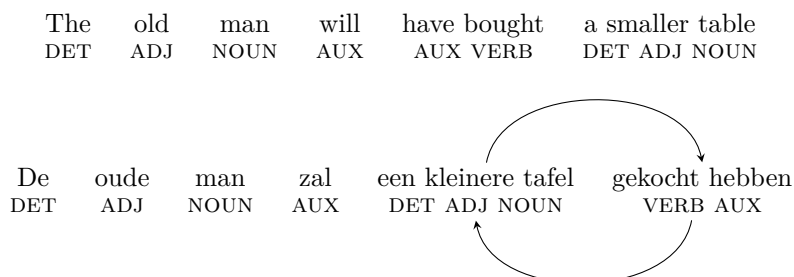 The old man will have bought a smaller table
DET ADJ NOUN AUX AUX VERB DET ADJ NOUN
De oude man zal een kleinere tafel gekocht hebben
DET ADJ NOUN AUX DET ADJ NOUN VERB AUX